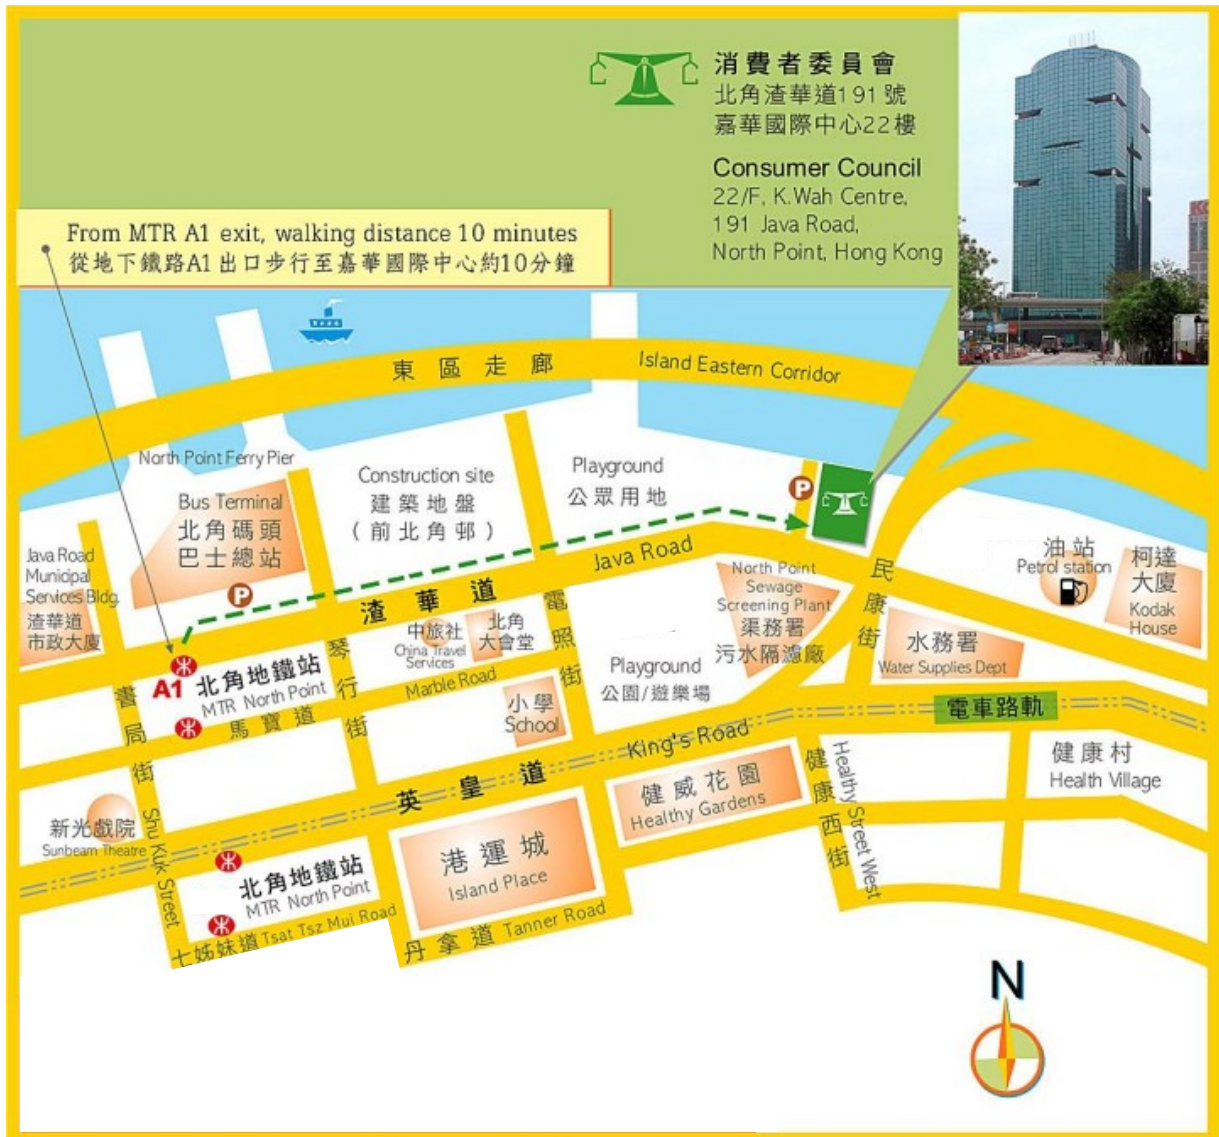 消費者委員會
北角渣華道191號
嘉華國際中心22樓
Consumer Council
22/F, K.Wah Centre,
191 Java Road,
North Point, Hong Kong
From MTR A1 exit, walking distance 10 minutes
從地下鐵路A1出口步行至嘉華國際中心約10分鐘
東區走廊
Island Eastern Corridor
North Point Ferry Pier
Bus Terminal
北角碼頭
巴士總站
Construction site
建築地盤
(前北角邨)
Playground
公眾用地
P
Java Road
Municipal
Services Bldg.
渣華道
市政大廈
P
渣華道
Java Road
North Point
Sewage
Screening Plant
渠務署
污水隔濾廠
民康街
油站
Petrol station
柯達
大廈
Kodak
House
水務署
Water Supplies Dept
A1
北角地鐵站
MTR North Point
中旅社
China Travel
Services
北角
大會堂
電照街
琴行街
書局街
馬寶道
Marble Road
小學
School
Playground
公園/遊樂場
電車路軌
King's Road
英皇道
健威花園
Healthy Gardens
健康西街
Healthy Street West
健康村
Health Village
新光戲院
Sunbeam Theatre
Shu Kuk Street
北角地鐵站
MTR North Point
港運城
Island Place
七姊妹道 Tsat Tsz Mui Road
丹拿道 Tanner Road
N